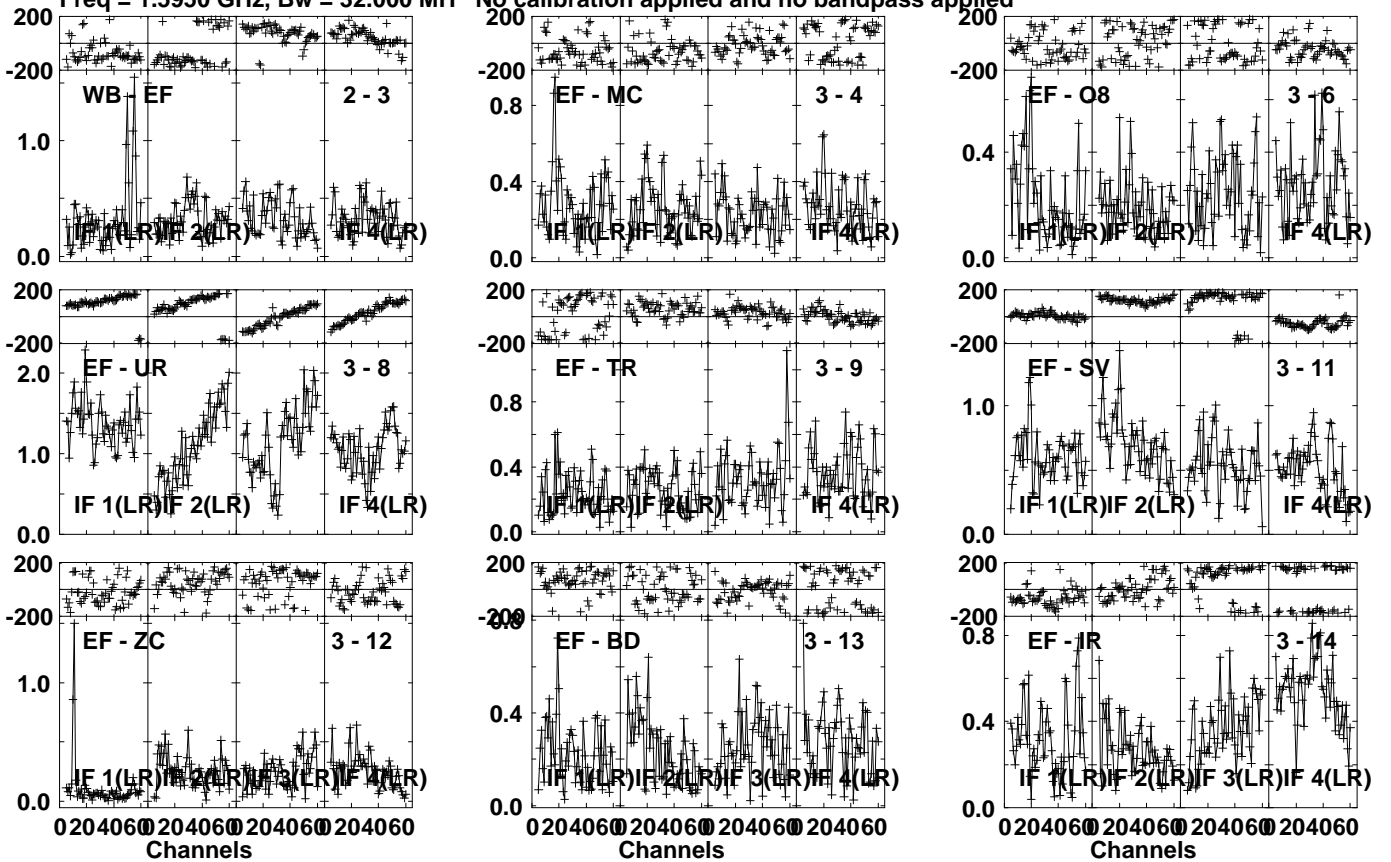 Freq = 1.5950 GHz, Bw = 32.000 MH No calibration applied and no bandpass applied
200
-200
WB - EF 2 - 3
1.0
0.0
IF 1(LR) IF 2(LR) IF 4(LR)
200
-200
EF - MC 3 - 4
0.8
0.4
0.0
IF 1(LR) IF 2(LR) IF 4(LR)
200
-200
EF - O8 3 - 6
0.4
0.0
IF 1(LR) IF 2(LR) IF 4(LR)
200
-200
EF - UR 3 - 8
2.0
1.0
0.0
IF 1(LR) IF 2(LR) IF 4(LR)
200
-200
EF - TR 3 - 9
0.8
0.4
0.0
IF 1(LR) IF 2(LR) IF 4(LR)
200
-200
EF - SV 3 - 11
1.0
0.0
IF 1(LR) IF 2(LR) IF 4(LR)
200
-200
EF - ZC 3 - 12
1.0
0.0
IF 1(LR) IF 2(LR) IF 3(LR) IF 4(LR)
0 20 40 60 0 20 40 60 0 20 40 60 0 20 40 60
Channels
200
-200
0.8
EF - BD 3 - 13
0.4
0.0
IF 1(LR) IF 2(LR) IF 3(LR) IF 4(LR)
0 20 40 60 0 20 40 60 0 20 40 60 0 20 40 60
Channels
200
-200
EF - IR 3 - 14
0.8
0.4
0.0
IF 1(LR) IF 2(LR) IF 3(LR) IF 4(LR)
0 20 40 60 0 20 40 60 0 20 40 60 0 20 40 60
Channels